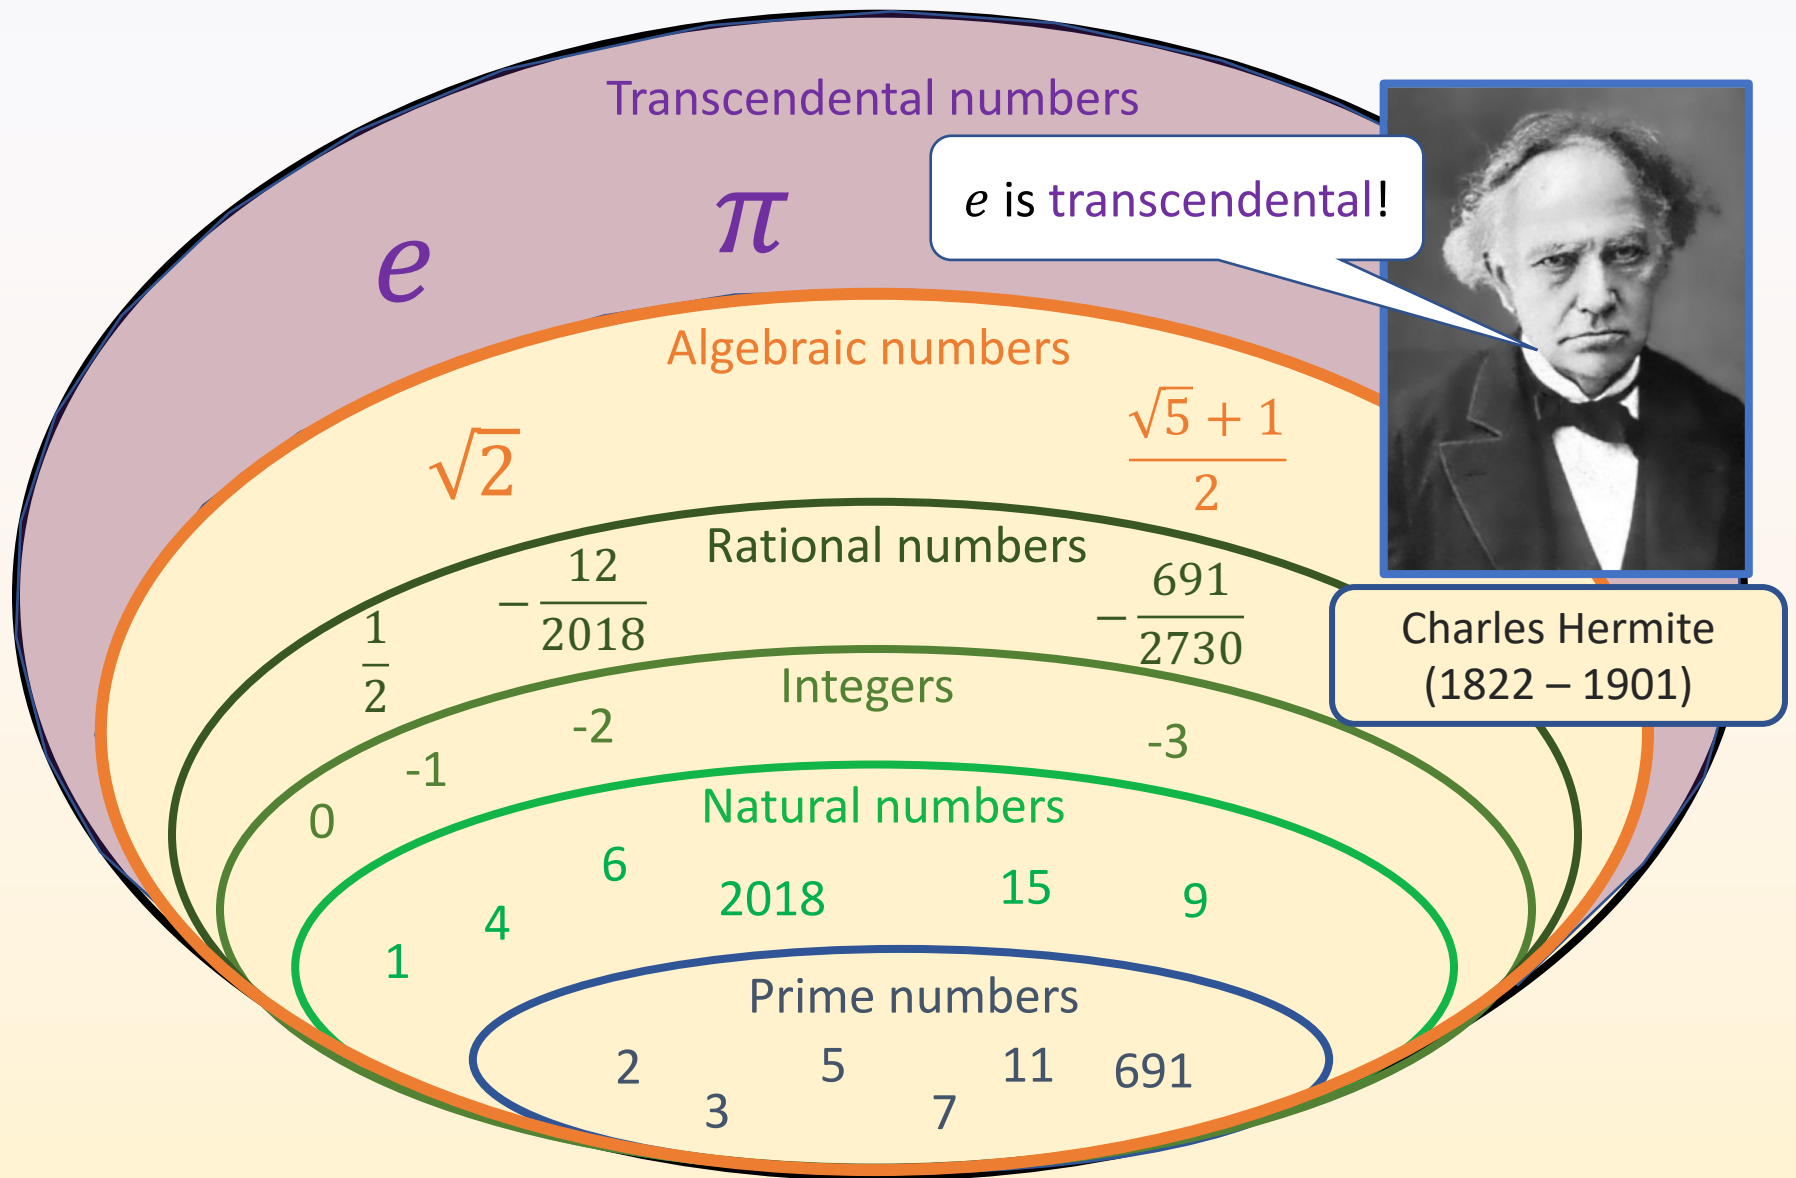 Transcendental numbers
e is transcendental!
e
π
Algebraic numbers
√2
(√5 + 1)/2
Rational numbers
1/2
−12/2018
−691/2730
Charles Hermite
(1822 – 1901)
Integers
0
-1
-2
-3
Natural numbers
1
4
6
2018
15
9
Prime numbers
2
3
5
7
11
691